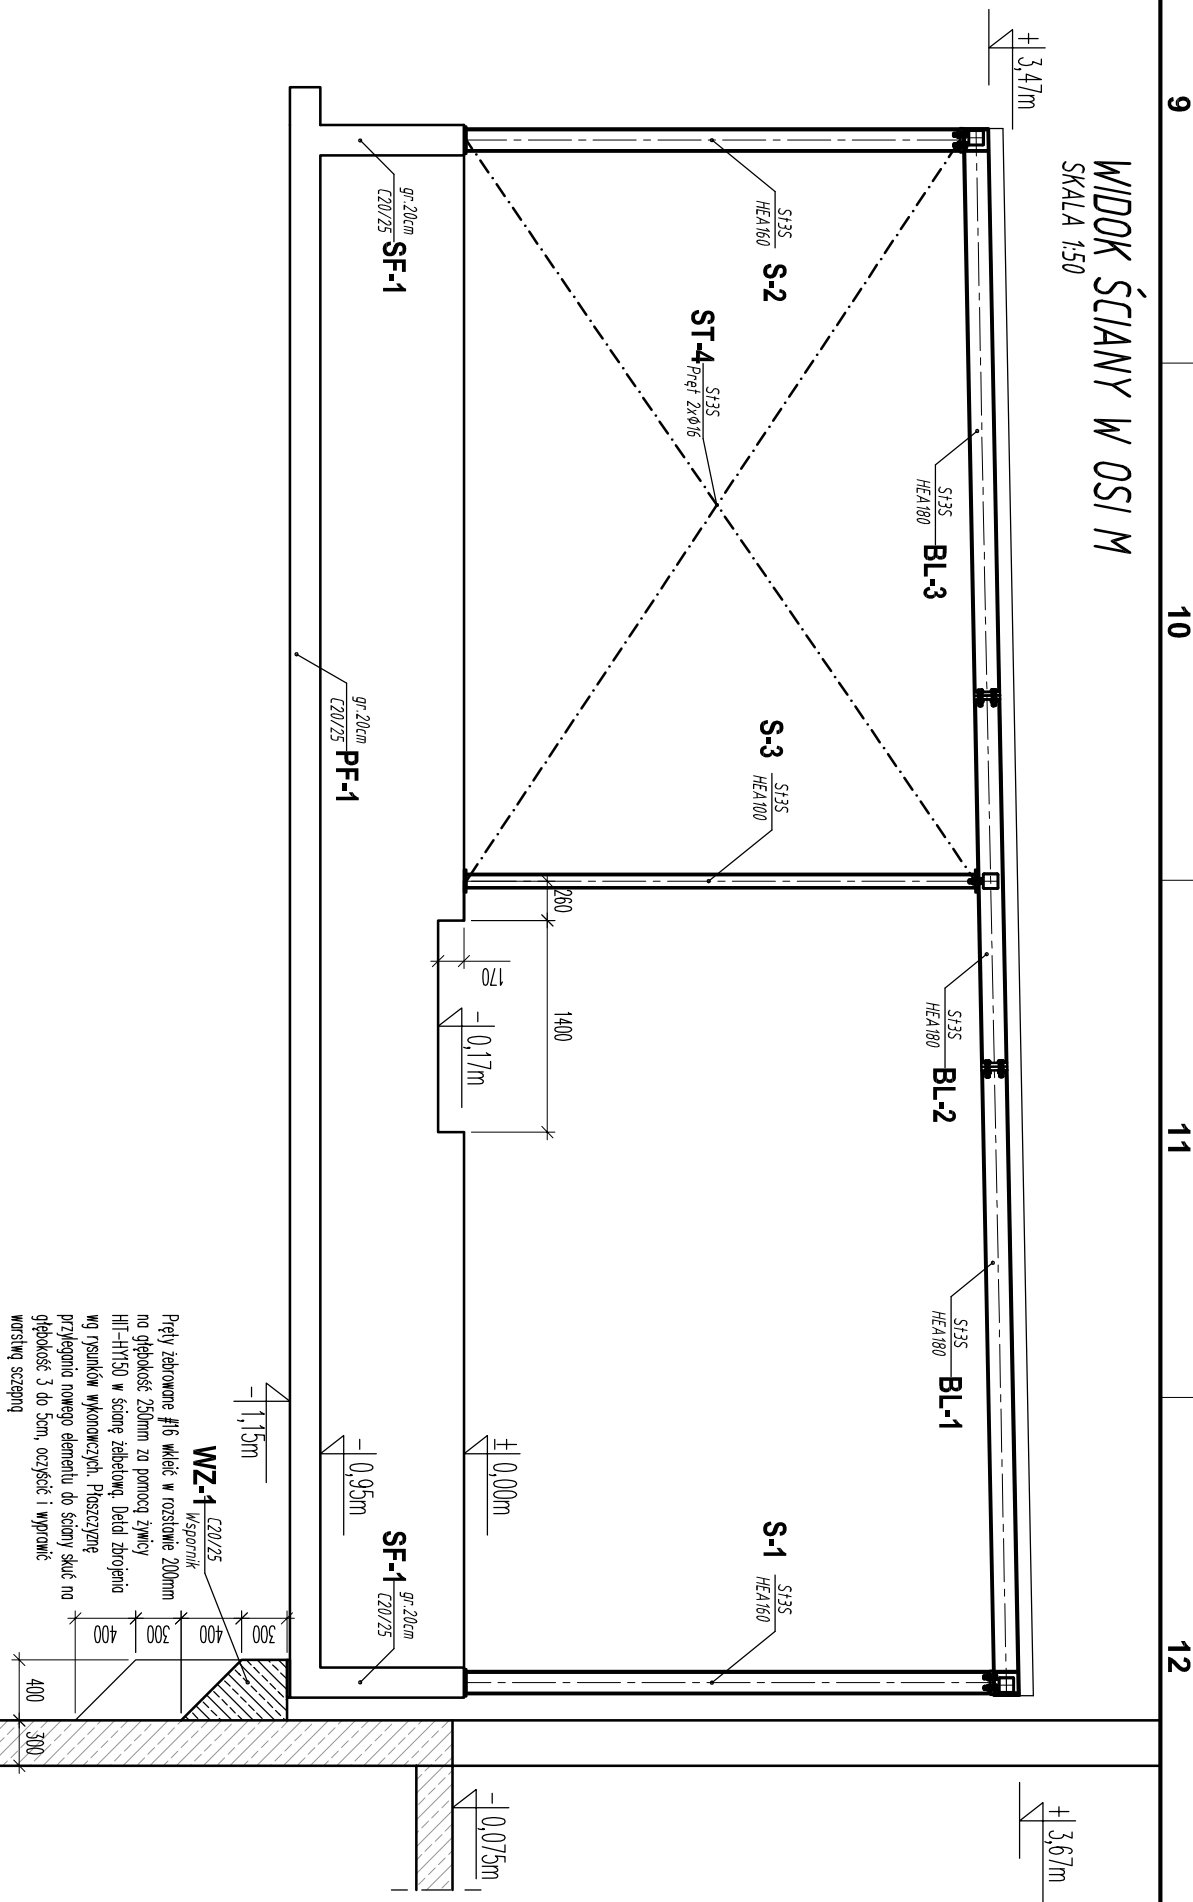 9
10
11
12
WIDOK ŚCIANY W OSI M
SKALA 1:50
+ 3,47m
+ 3,67m
St3S
HEA180
BL-3
St3S
HEA180
BL-2
St3S
HEA180
BL-1
St3S
HEA160
S-2
ST-4
St3S
Pręt 2xϕ16
S-3
St3S
HEA100
S-1
St3S
HEA160
260
1400
170
- 0,17m
± 0,00m
- 0,075m
gr.20cm
C20/25
SF-1
gr.20cm
C20/25
PF-1
- 0,95m
SF-1
gr.20cm
C20/25
- 1,15m
WZ-1
C20/25
Wspornik
300
400
300
400
400
300
Pręty żebrowane #16 wkleić w rozstawie 200mm
na głębokość 250mm za pomocą żywicy
HIT-HY150 w ścianę żelbetową. Detal zbrojenia
wg rysunków wykonawczych. Płaszczyznę
przylegania nowego elementu do ściany skuć na
głębokość 3 do 5cm, oczyścić i wyprawić
warstwą sczepną